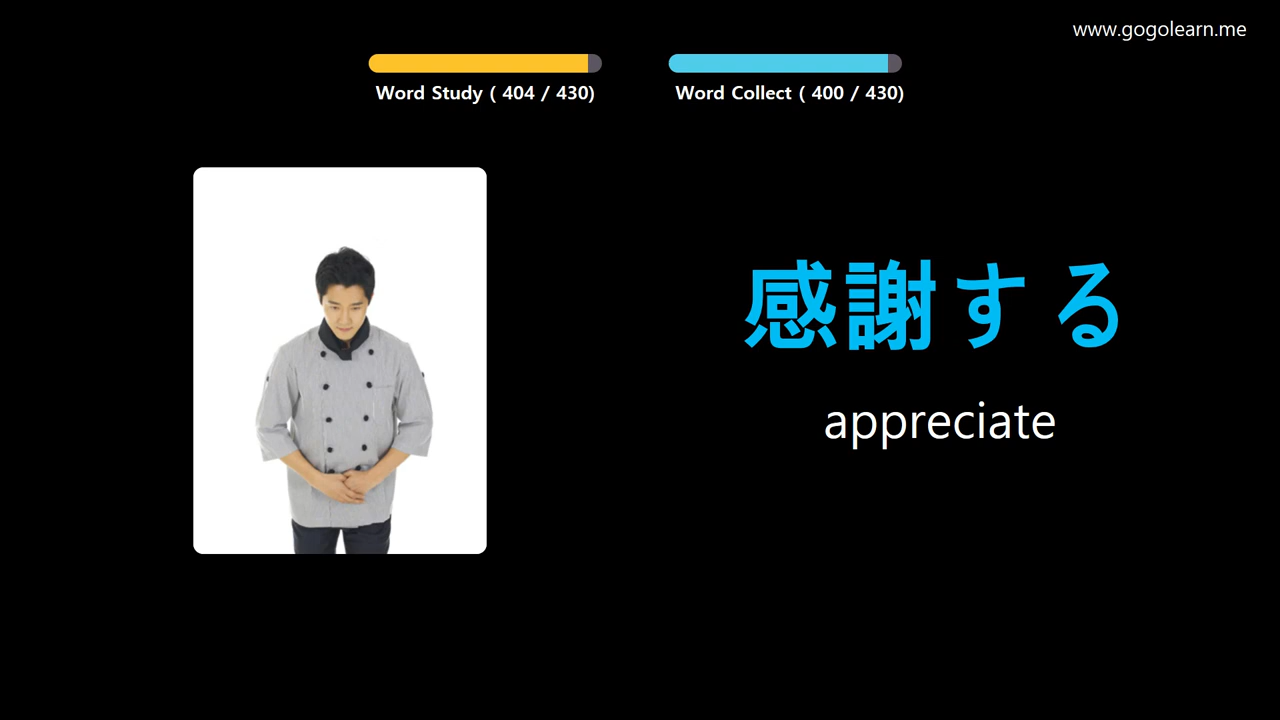 www.gogolearn.me
Word Study ( 404 / 430)
Word Collect ( 400 / 430)
感謝する
appreciate